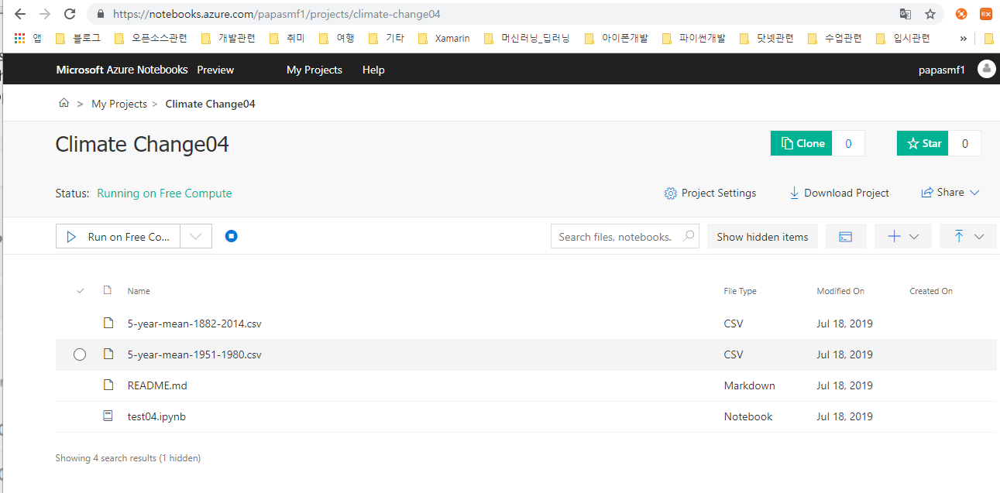 https://notebooks.azure.com/papasmf1/projects/climate-change04
앱 블로그 오픈소스관련 개발관련 취미 여행 기타 Xamarin 머신러닝_딥러닝 아이폰개발 파이썬개발 닷넷관련 수업관련 입시관련 »
Microsoft Azure Notebooks Preview My Projects Help papasmf1
> My Projects > Climate Change04
Climate Change04
Clone 0 Star 0
Status: Running on Free Compute
Project Settings Download Project Share
Run on Free Co... Search files, notebooks. Show hidden items
Name File Type Modified On Created On
5-year-mean-1882-2014.csv CSV Jul 18, 2019
5-year-mean-1951-1980.csv CSV Jul 18, 2019
README.md Markdown Jul 18, 2019
test04.ipynb Notebook Jul 18, 2019
Showing 4 search results (1 hidden)